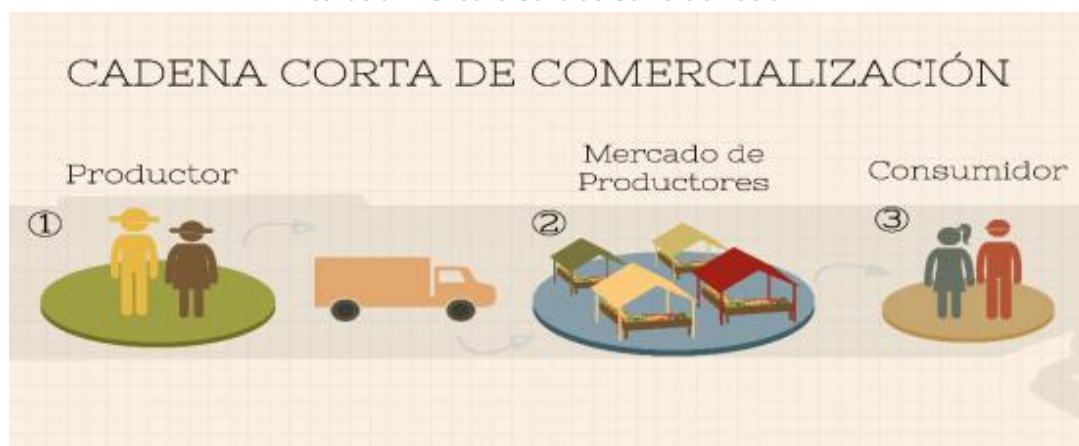 CADENA CORTA DE COMERCIALIZACIÓN
Productor
Mercado de
Productores
Consumidor
1
2
3